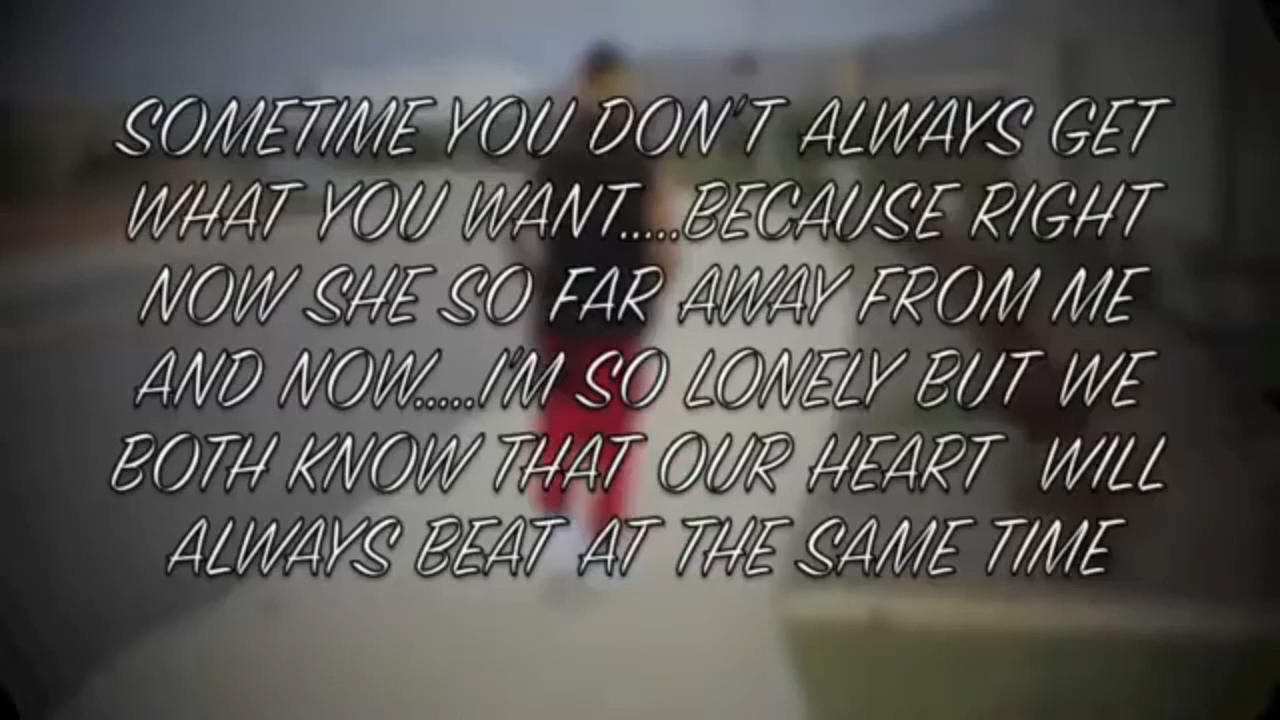 SOMETIME YOU DON'T ALWAYS GET
WHAT YOU WANT.....BECAUSE RIGHT
NOW SHE SO FAR AWAY FROM ME
AND NOW.....I'M SO LONELY BUT WE
BOTH KNOW THAT OUR HEART WILL
ALWAYS BEAT AT THE SAME TIME